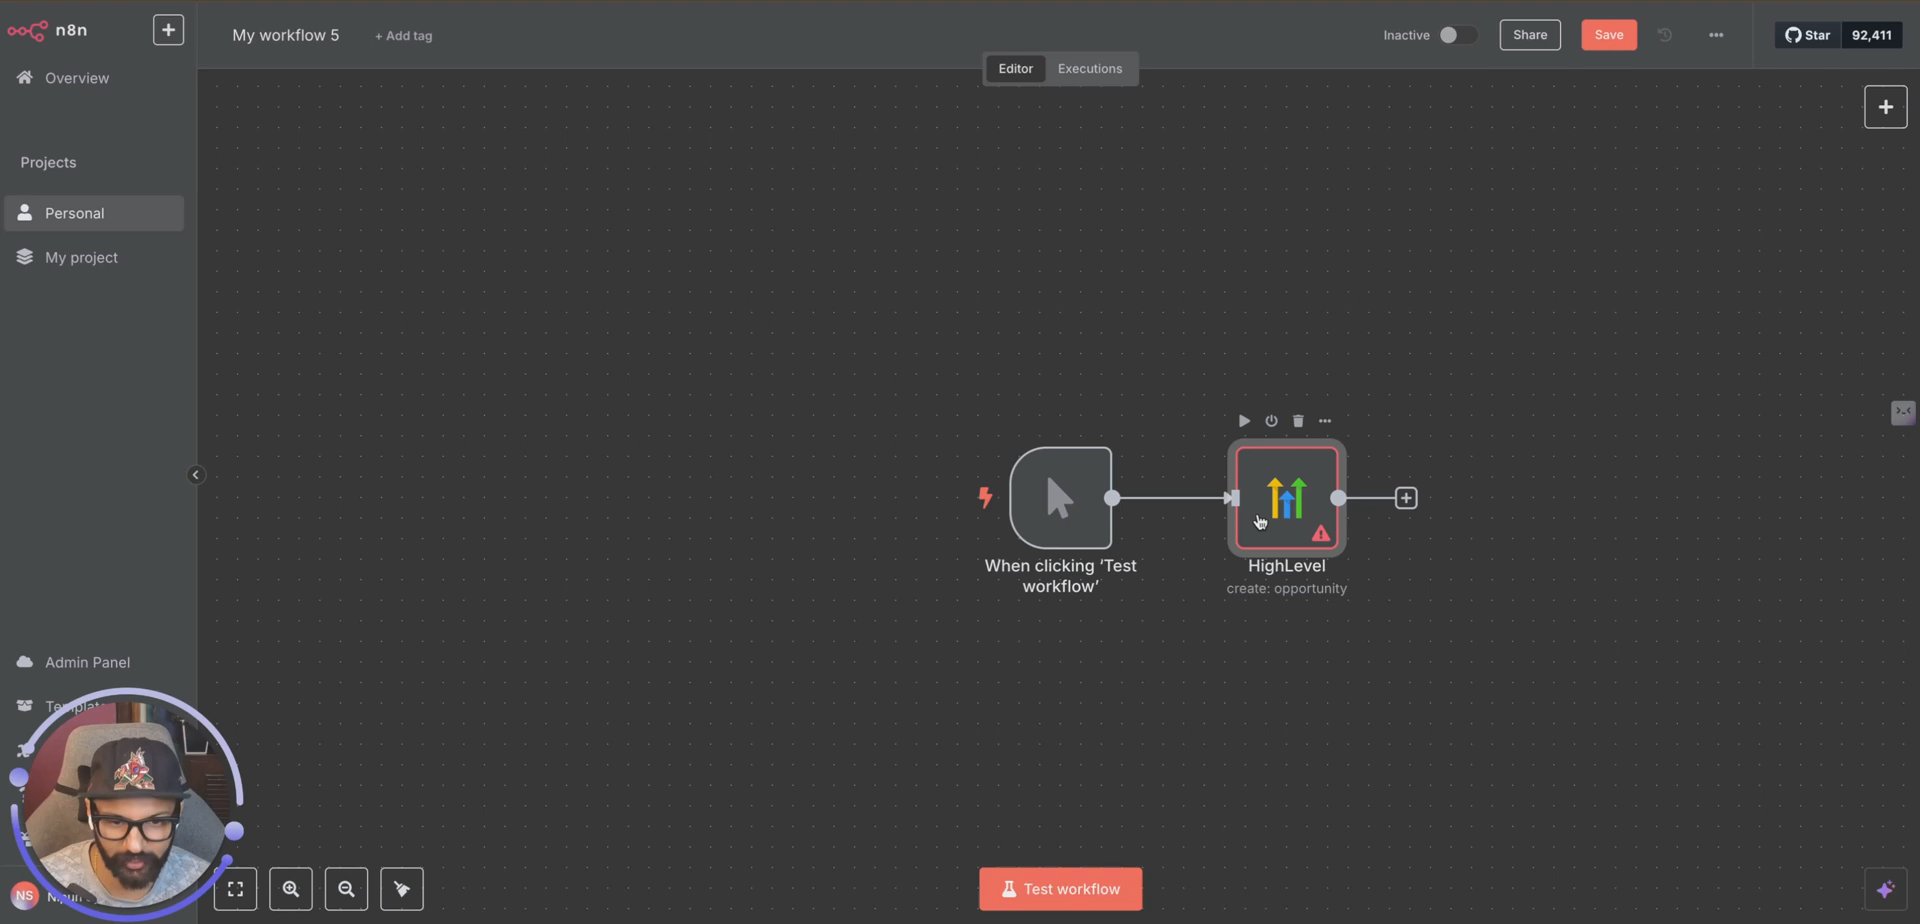 n8n
My workflow 5
+ Add tag
Inactive
Share
Save
Star
92,411
Editor
Executions
Overview
Projects
Personal
My project
When clicking ‘Test
workflow’
HighLevel
create: opportunity
Admin Panel
NS
Test workflow